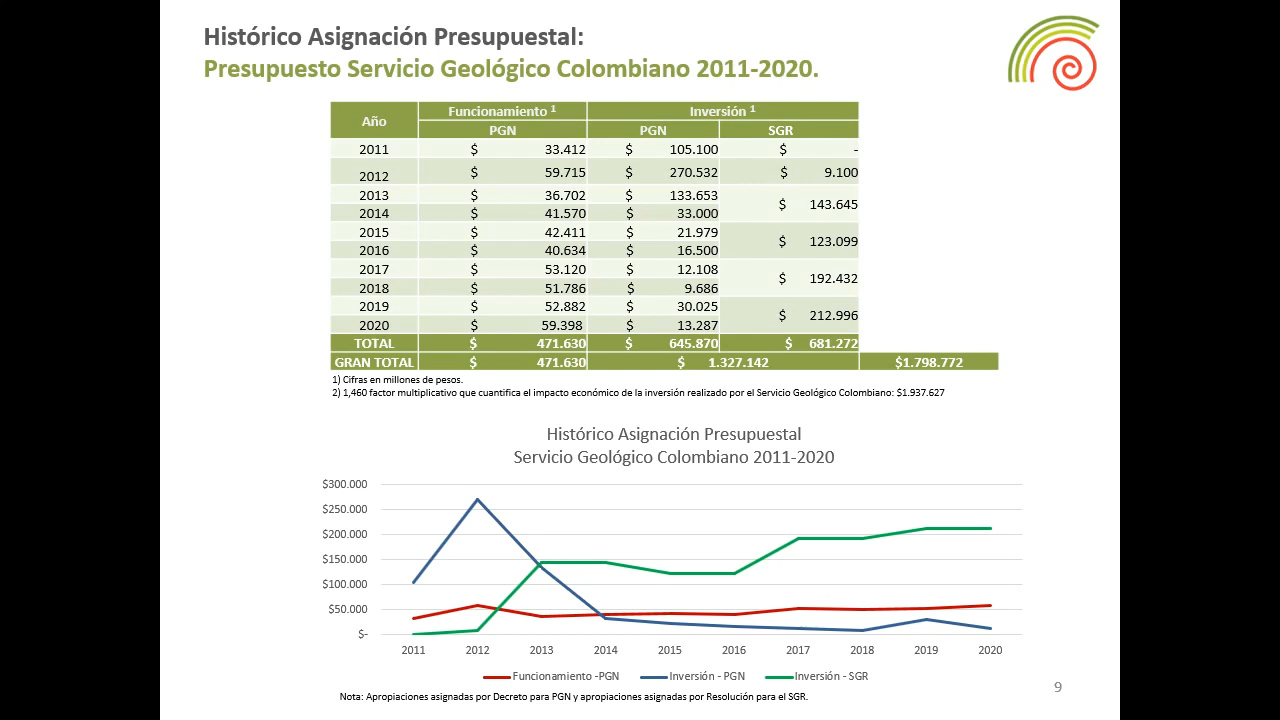 Histórico Asignación Presupuestal:
Presupuesto Servicio Geológico Colombiano 2011-2020.
Año Funcionamiento 1 Inversión 1
PGN PGN SGR
2011 $ 33.412 $ 105.100 $ -
2012 $ 59.715 $ 270.532 $ 9.100
2013 $ 36.702 $ 133.653 $ 143.645
2014 $ 41.570 $ 33.000
2015 $ 42.411 $ 21.979 $ 123.099
2016 $ 40.634 $ 16.500
2017 $ 53.120 $ 12.108 $ 192.432
2018 $ 51.786 $ 9.686
2019 $ 52.882 $ 30.025 $ 212.996
2020 $ 59.398 $ 13.287
TOTAL $ 471.630 $ 645.870 $ 681.272
GRAN TOTAL $ 471.630 $ 1.327.142 $1.798.772
1) Cifras en millones de pesos.
2) 1,460 factor multiplicativo que cuantifica el impacto económico de la inversión realizado por el Servicio Geológico Colombiano: $1.937.627
Histórico Asignación Presupuestal
Servicio Geológico Colombiano 2011-2020
$300.000
$250.000
$200.000
$150.000
$100.000
$50.000
$-
2011 2012 2013 2014 2015 2016 2017 2018 2019 2020
Funcionamiento -PGN Inversión - PGN Inversión - SGR
Nota: Apropiaciones asignadas por Decreto para PGN y apropiaciones asignadas por Resolución para el SGR.
9